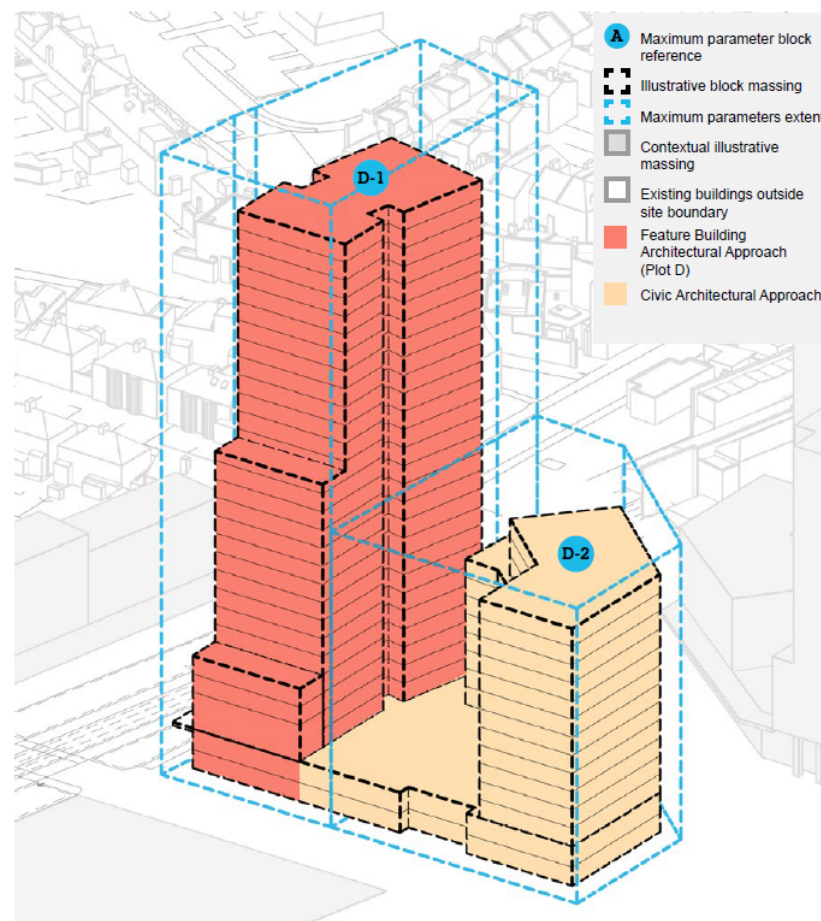 A Maximum parameter block
reference
Illustrative block massing
Maximum parameters extent
Contextual illustrative
massing
Existing buildings outside
site boundary
Feature Building
Architectural Approach
(Plot D)
Civic Architectural Approach
D-1
D-2